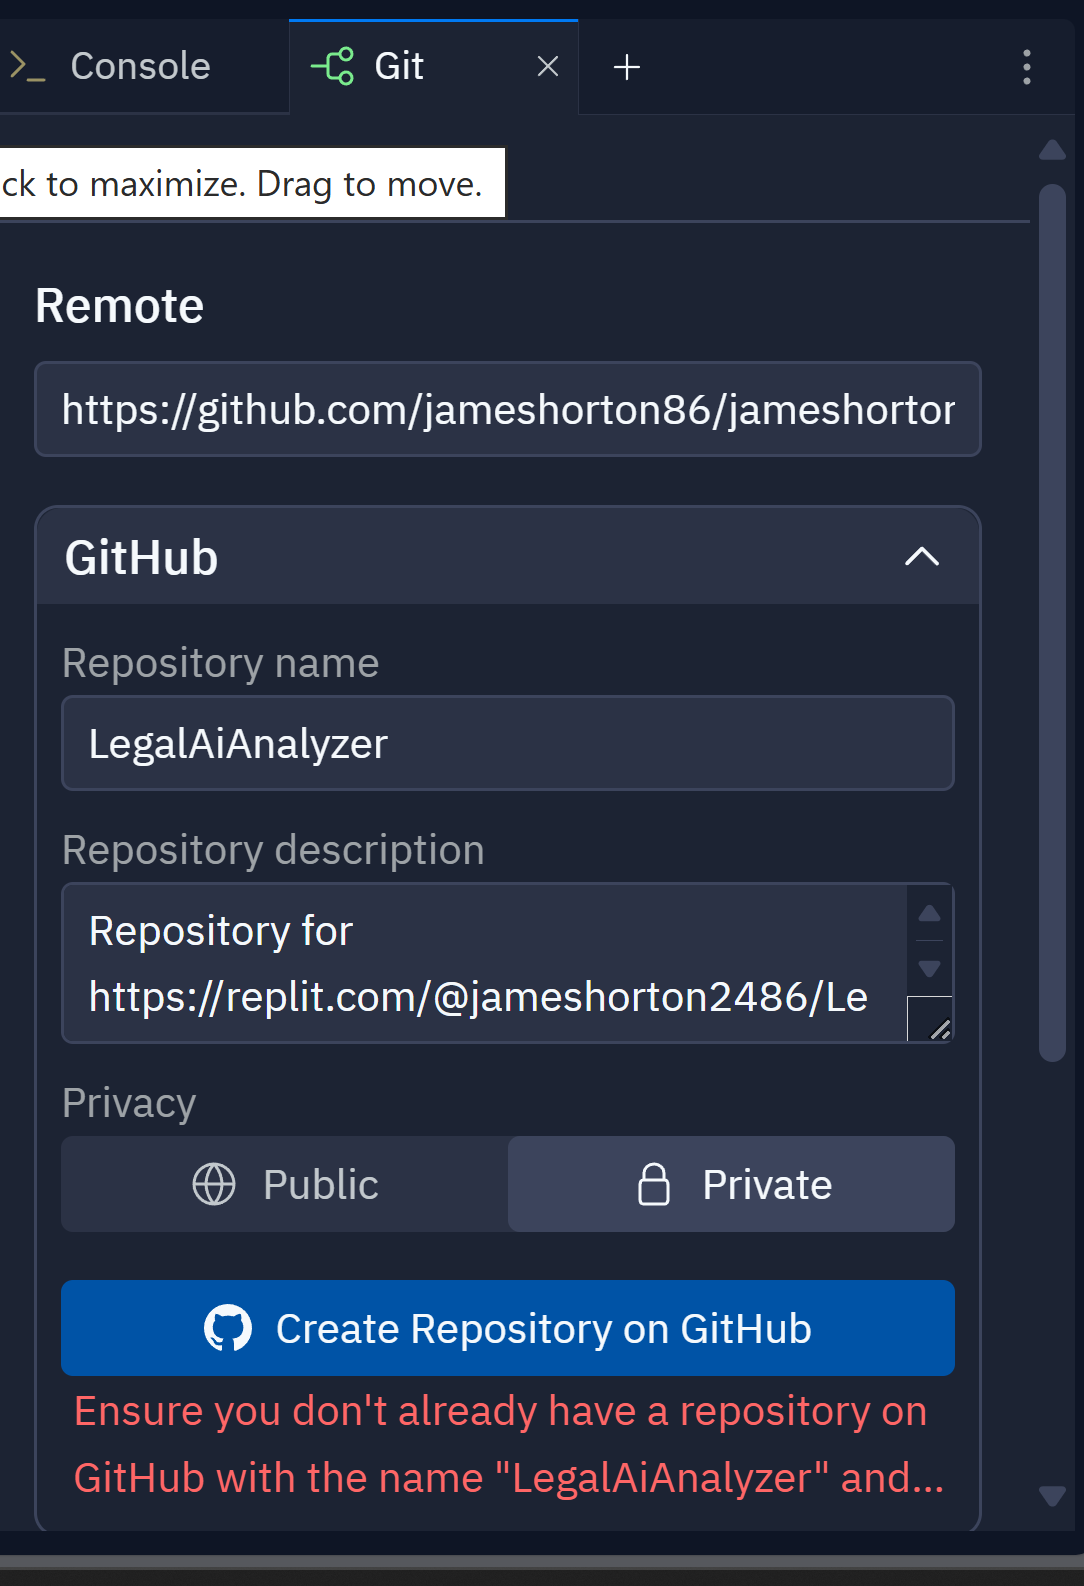 Console
Git
ck to maximize. Drag to move.
Remote
https://github.com/jameshorton86/jameshorton
GitHub
Repository name
LegalAiAnalyzer
Repository description
Repository for
https://replit.com/@jameshorton2486/Le
Privacy
Public
Private
Create Repository on GitHub
Ensure you don't already have a repository on
GitHub with the name "LegalAiAnalyzer" and...